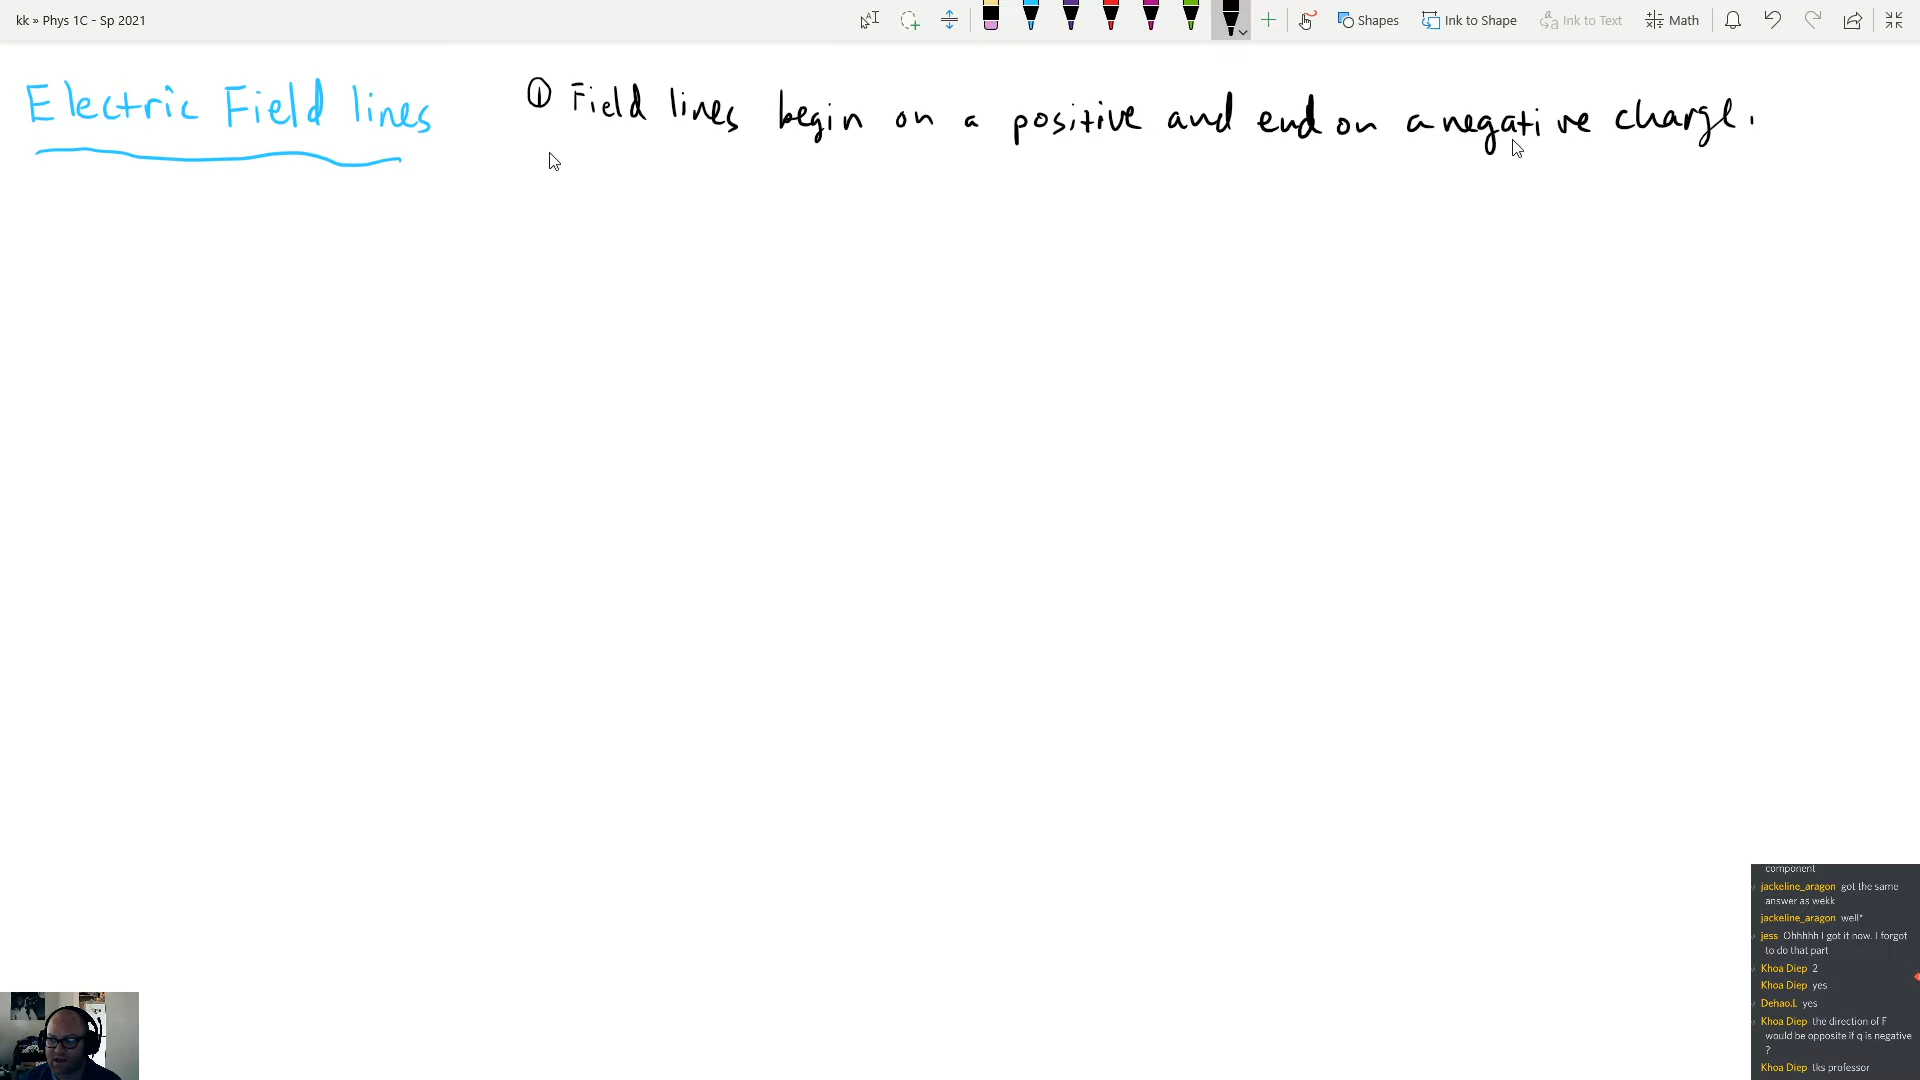 kk » Phys 1C - Sp 2021
Shapes
Ink to Shape
Ink to Text
Math
Electric Field lines
① Field lines begin on a positive and end on a negative charge.
component
jackeline_aragon got the same
answer as wekk
jackeline_aragon well*
jess Ohhhhh I got it now. I forgot
to do that part
Khoa Diep 2
Khoa Diep yes
Dehao.L yes
Khoa Diep the direction of F
would be opposite if q is negative
?
Khoa Diep tks professor